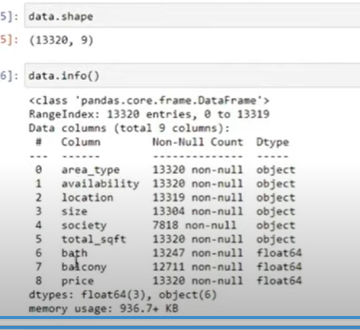 5]: data.shape
5]: (13320, 9)
6]: data.info()
<class 'pandas.core.frame.DataFrame'>
RangeIndex: 13320 entries, 0 to 13319
Data columns (total 9 columns):
 #   Column        Non-Null Count  Dtype
---  ------        --------------  -----
 0   area_type     13320 non-null  object
 1   availability  13320 non-null  object
 2   location      13319 non-null  object
 3   size          13304 non-null  object
 4   society       7818 non-null   object
 5   total_sqft    13320 non-null  object
 6   bath          13247 non-null  float64
 7   balcony       12711 non-null  float64
 8   price         13320 non-null  float64
dtypes: float64(3), object(6)
memory usage: 936.7+ KB